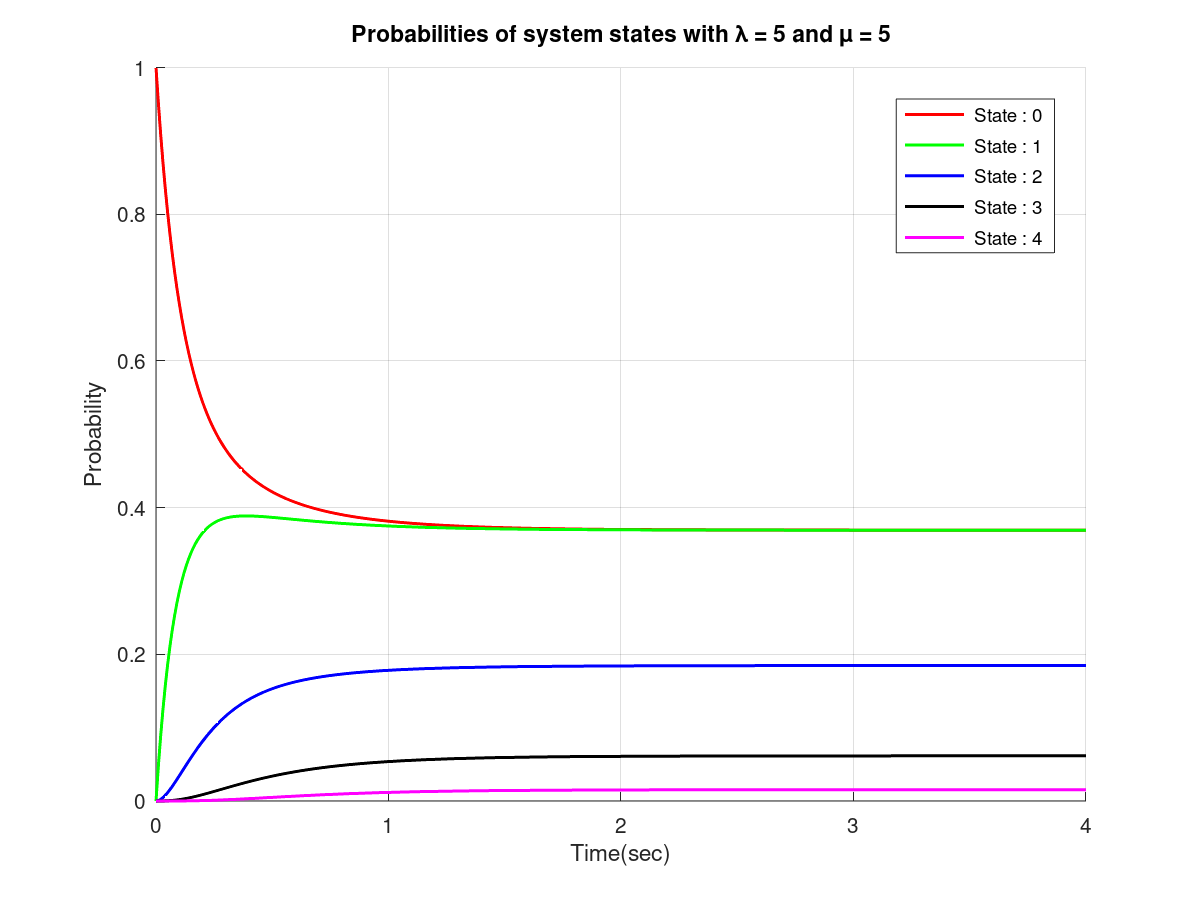 Probabilities of system states with λ = 5 and μ = 5
1
0.8
0.6
0.4
0.2
0
Probability
State : 0
State : 1
State : 2
State : 3
State : 4
0 1 2 3 4
Time(sec)